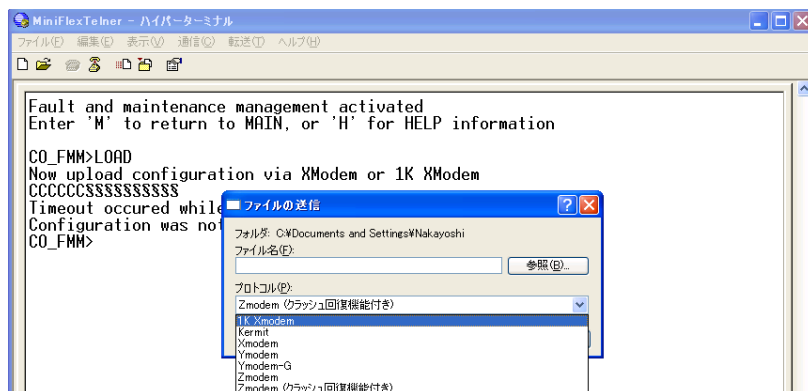 MiniFlexTelner - ハイパーターミナル
ファイル(F) 編集(E) 表示(V) 通信(C) 転送(T) ヘルプ(H)
Fault and maintenance management activated
Enter 'M' to return to MAIN, or 'H' for HELP information
CO_FMM>LOAD
Now upload configuration via XModem or 1K XModem
CCCCCC§§§§§§§§§§
Timeout occured while
Configuration was not
CO_FMM>
ファイルの送信
フォルダ: C:¥Documents and Settings¥Nakayoshi
ファイル名(F):
参照(B)...
プロトコル(P):
Zmodem (クラッシュ回復機能付き)
1K Xmodem
Kermit
Xmodem
Ymodem
Ymodem-G
Zmodem
Zmodem (クラッシュ回復機能付き)